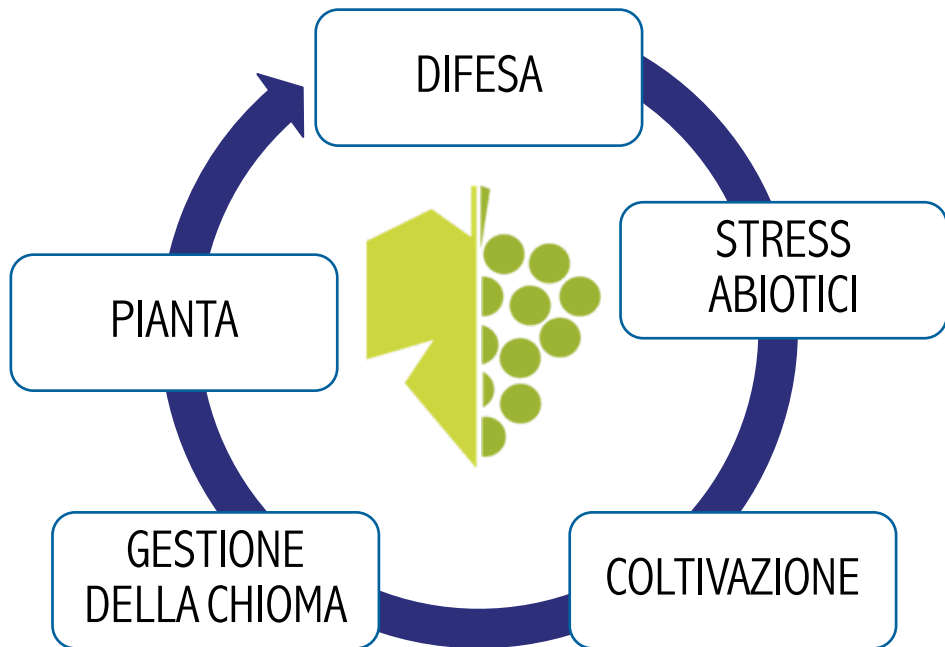 DIFESA
STRESS
ABIOTICI
COLTIVAZIONE
GESTIONE
DELLA CHIOMA
PIANTA